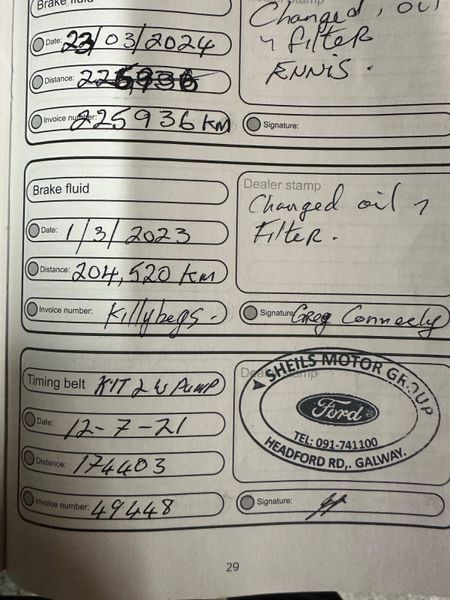 Brake fluid
Changed, oil
Date: 23/03/2024
filter
Distance: 225936
ENNIS.
Invoice number: 225936 KM
Signature:
Brake fluid
Dealer stamp
Changed oil
Date: 1/3/2023
Filter.
Distance: 204,520 KM
Invoice number: Killybegs.
Signature: Greg Conneely
Timing belt KIT & W PUMP
SHEILS MOTOR GROUP
Date: 12-7-21
Ford
TEL: 091-741100
HEADFORD RD,. GALWAY.
Distance: 174403
Invoice number: 49448
Signature:
29